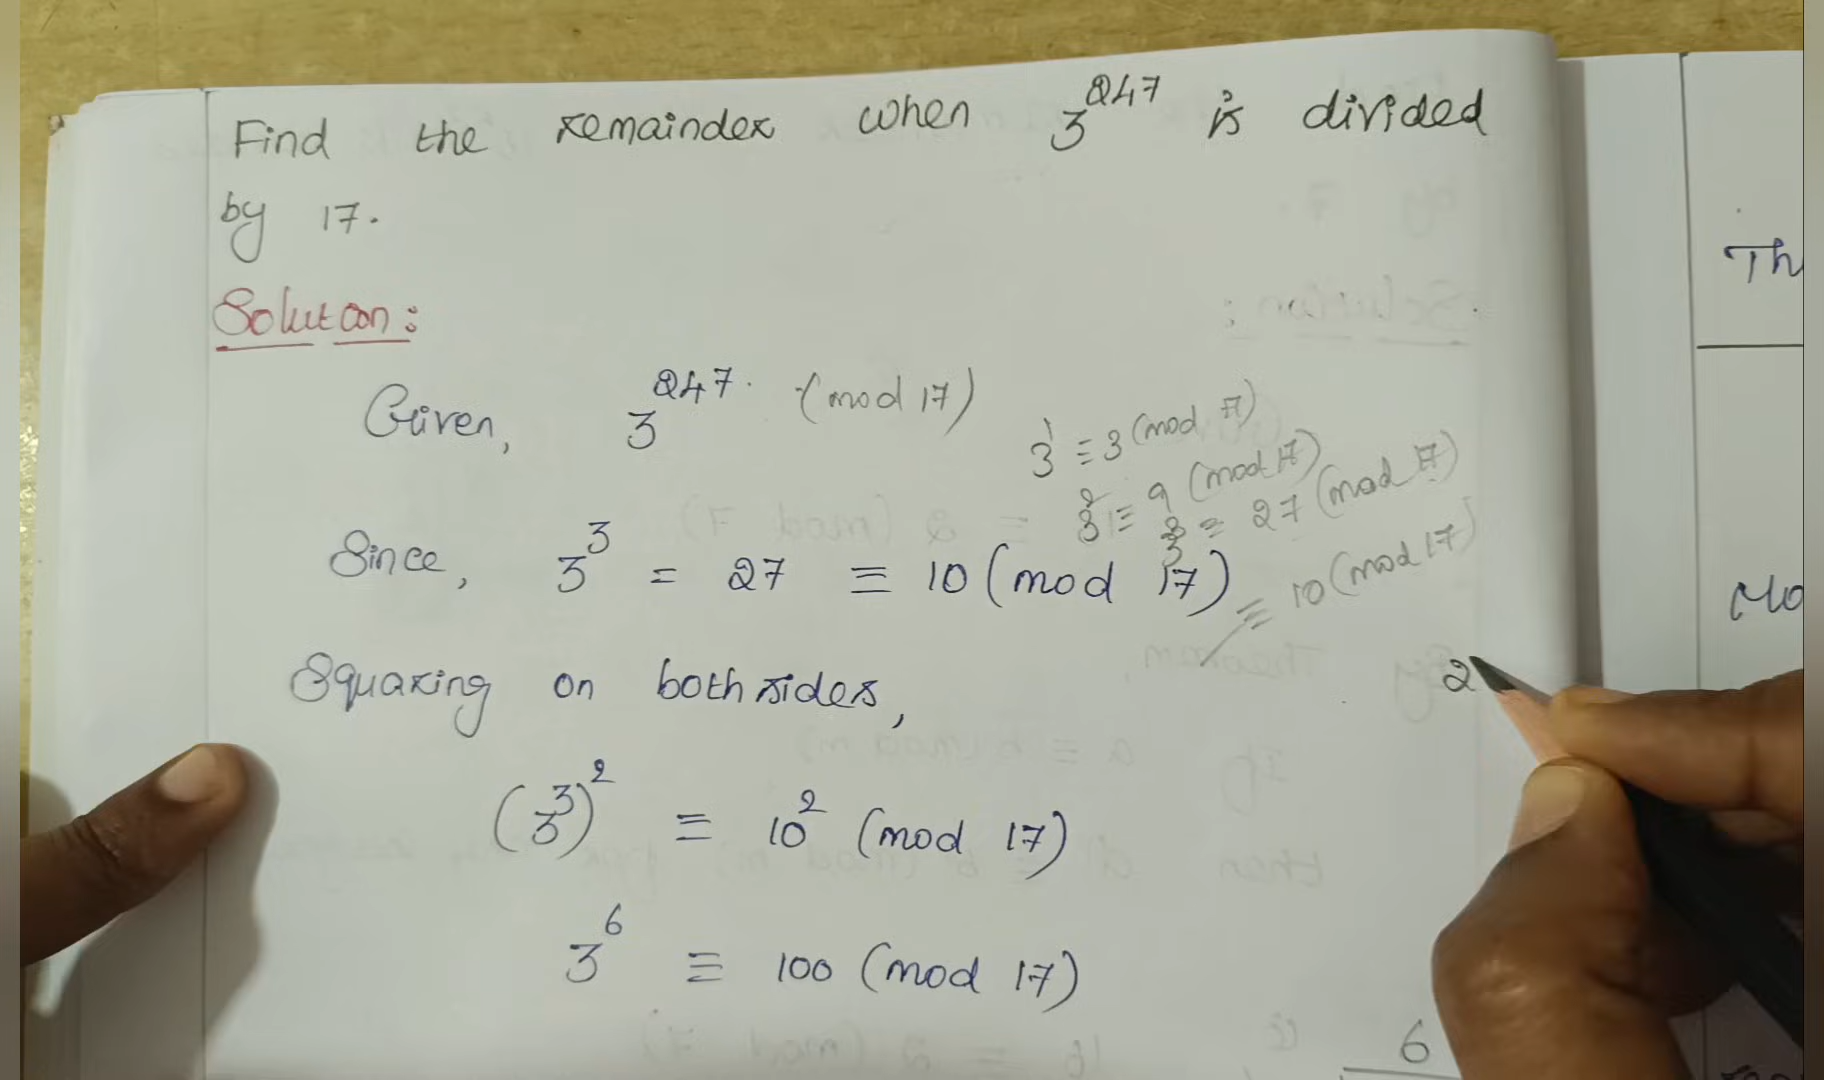 Find the remainder when 3^247 is divided
by 17.
Solution:
Given, 3^247. (mod 17)
3^1 ≡ 3 (mod 17)
3^2 ≡ 9 (mod 17)
3^3 ≡ 27 (mod 17)
≡ 10 (mod 17)
Since, 3^3 = 27 ≡ 10 (mod 17)
Squaring on both sides,
2
(3^3)^2 ≡ 10^2 (mod 17)
3^6 ≡ 100 (mod 17)
6
Th